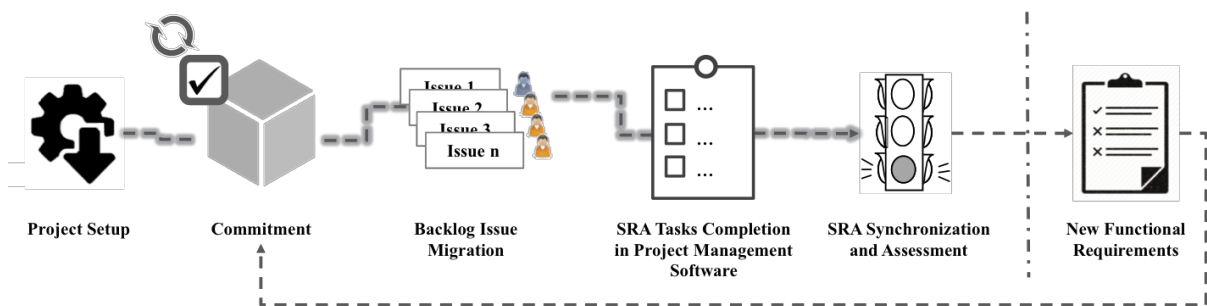 Issue 1
Issue 2
Issue 3
Issue n
...
...
...
Project Setup
Commitment
Backlog Issue
Migration
SRA Tasks Completion
in Project Management
Software
SRA Synchronization
and Assessment
New Functional
Requirements